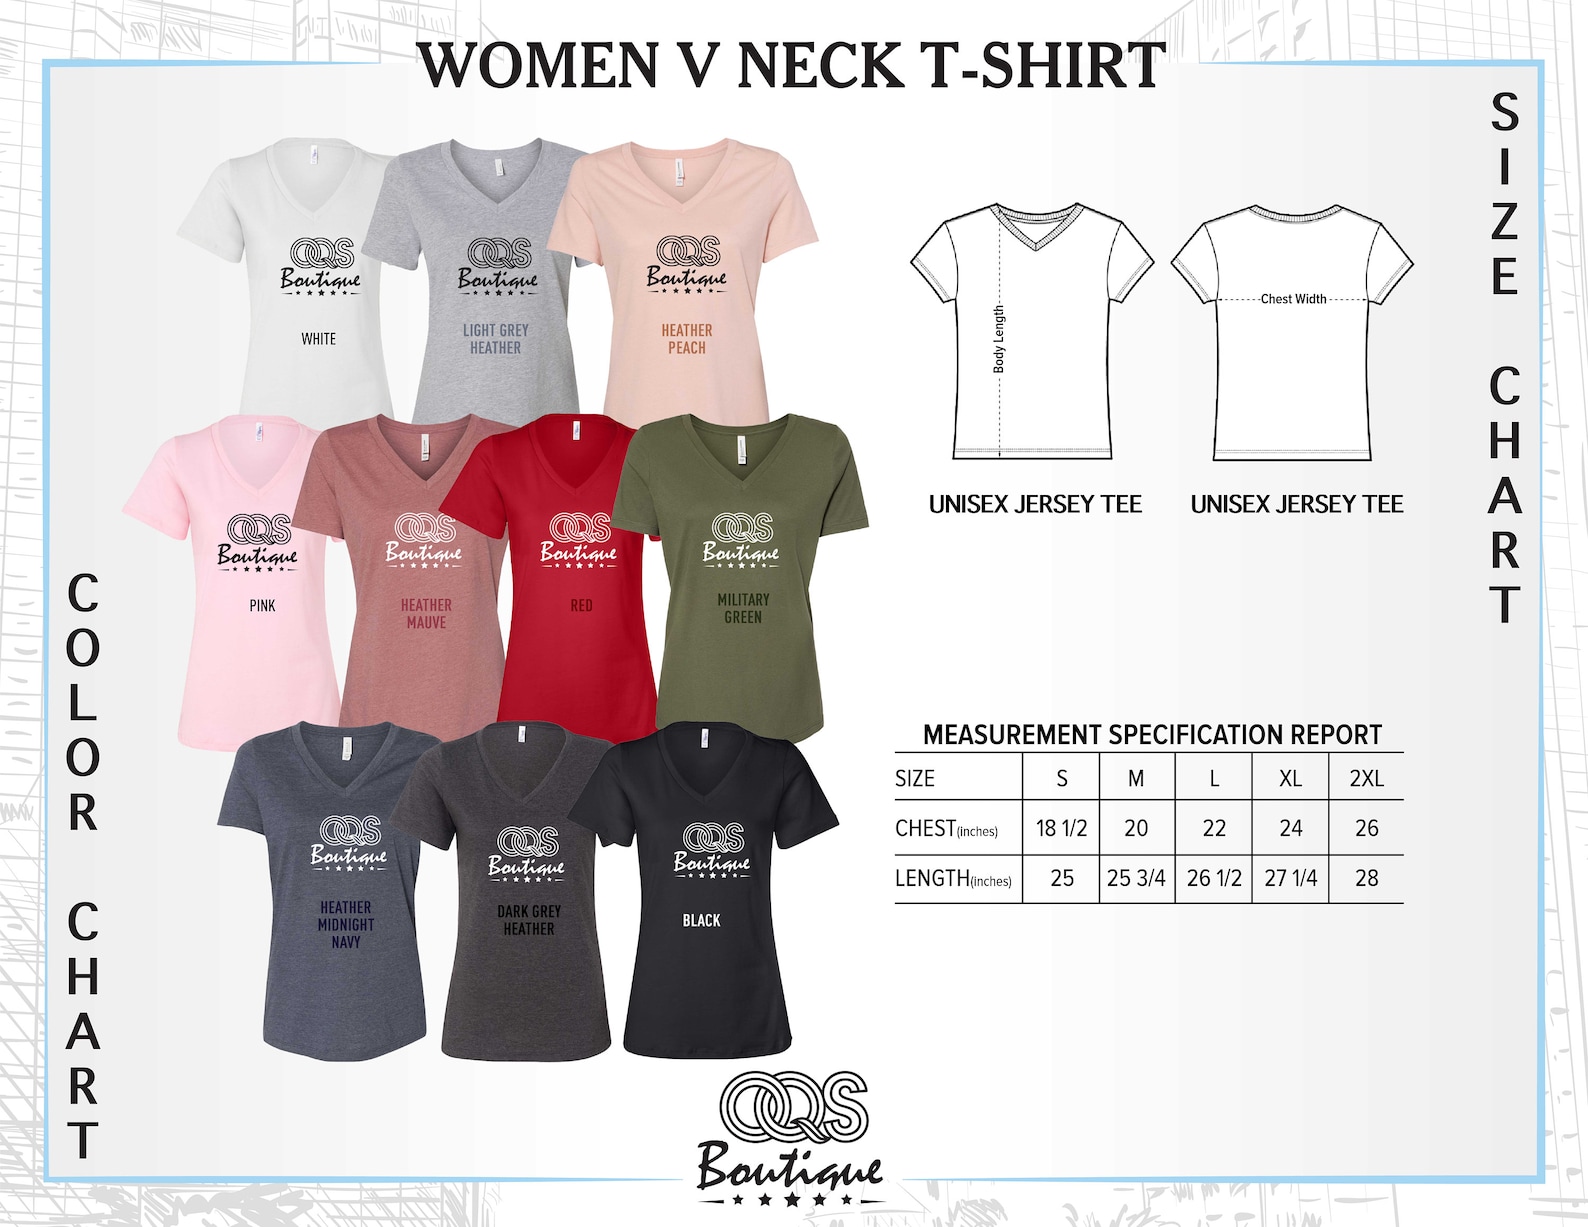 WOMEN V NECK T-SHIRT
COLOR CHART
SIZE CHART
OQS
Boutique
WHITE
OQS
Boutique
LIGHT GREY
HEATHER
OQS
Boutique
HEATHER
PEACH
OQS
Boutique
PINK
OQS
Boutique
HEATHER
MAUVE
OQS
Boutique
RED
OQS
Boutique
MILITARY
GREEN
OQS
Boutique
HEATHER
MIDNIGHT
NAVY
OQS
Boutique
DARK GREY
HEATHER
OQS
Boutique
BLACK
Body Length
Chest Width
UNISEX JERSEY TEE
UNISEX JERSEY TEE
MEASUREMENT SPECIFICATION REPORT
SIZE S M L XL 2XL
CHEST(inches) 18 1/2 20 22 24 26
LENGTH(inches) 25 25 3/4 26 1/2 27 1/4 28
OQS
Boutique